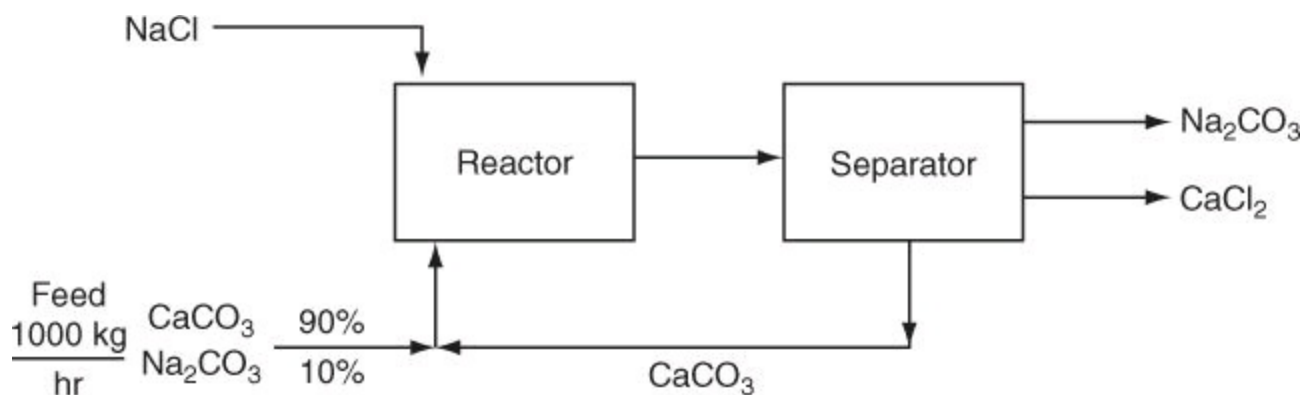 NaCl
Reactor
Separator
Na₂CO₃
CaCl₂
Feed
1000 kg
hr
CaCO₃ 90%
Na₂CO₃ 10%
CaCO₃